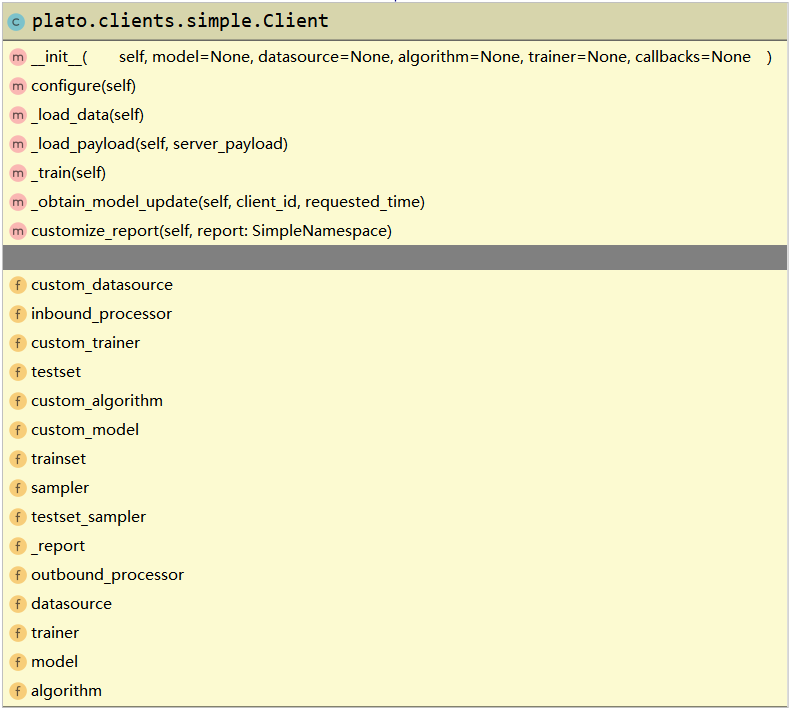 c plato.clients.simple.Client
m __init__( self, model=None, datasource=None, algorithm=None, trainer=None, callbacks=None )
m configure(self)
m _load_data(self)
m _load_payload(self, server_payload)
m _train(self)
m _obtain_model_update(self, client_id, requested_time)
m customize_report(self, report: SimpleNamespace)
f custom_datasource
f inbound_processor
f custom_trainer
f testset
f custom_algorithm
f custom_model
f trainset
f sampler
f testset_sampler
f _report
f outbound_processor
f datasource
f trainer
f model
f algorithm